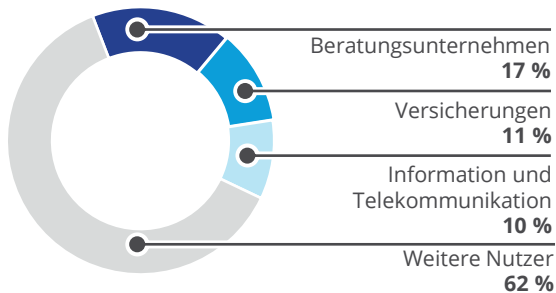 Beratungsunternehmen
17 %
Versicherungen
11 %
Information und
Telekommunikation
10 %
Weitere Nutzer
62 %